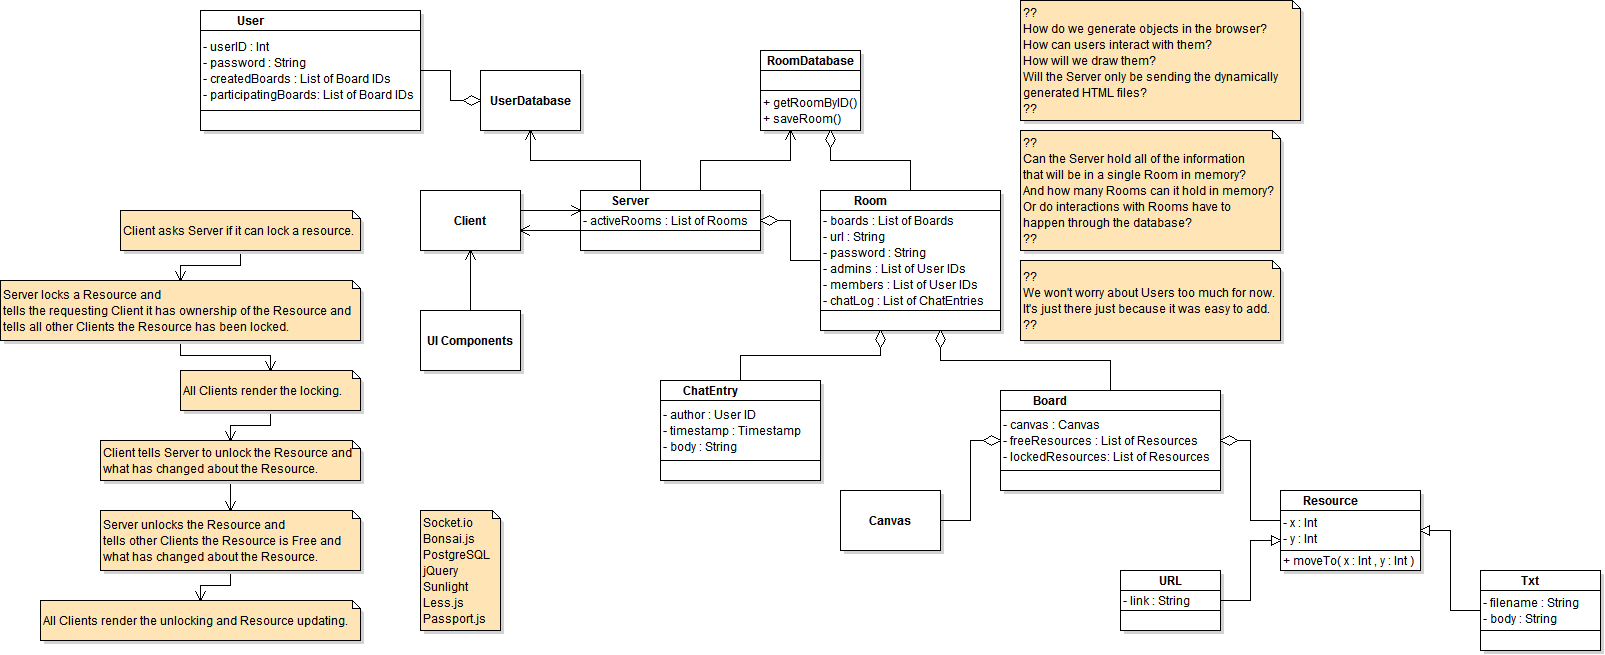 User
- userID : Int
- password : String
- createdBoards : List of Board IDs
- participatingBoards: List of Board IDs
UserDatabase
RoomDatabase
+ getRoomByID()
+ saveRoom()
??
How do we generate objects in the browser?
How can users interact with them?
How will we draw them?
Will the Server only be sending the dynamically
generated HTML files?
??
??
Can the Server hold all of the information
that will be in a single Room in memory?
And how many Rooms can it hold in memory?
Or do interactions with Rooms have to
happen through the database?
??
??
We won't worry about Users too much for now.
It's just there just because it was easy to add.
??
Client
Server
- activeRooms : List of Rooms
Room
- boards : List of Boards
- url : String
- password : String
- admins : List of User IDs
- members : List of User IDs
- chatLog : List of ChatEntries
UI Components
Client asks Server if it can lock a resource.
Server locks a Resource and
tells the requesting Client it has ownership of the Resource and
tells all other Clients the Resource has been locked.
All Clients render the locking.
Client tells Server to unlock the Resource and
what has changed about the Resource.
Server unlocks the Resource and
tells other Clients the Resource is Free and
what has changed about the Resource.
All Clients render the unlocking and Resource updating.
Socket.io
Bonsai.js
PostgreSQL
jQuery
Sunlight
Less.js
Passport.js
ChatEntry
- author : User ID
- timestamp : Timestamp
- body : String
Board
- canvas : Canvas
- freeResources : List of Resources
- lockedResources: List of Resources
Canvas
Resource
- x : Int
- y : Int
+ moveTo( x : Int , y : Int )
URL
- link : String
Txt
- filename : String
- body : String